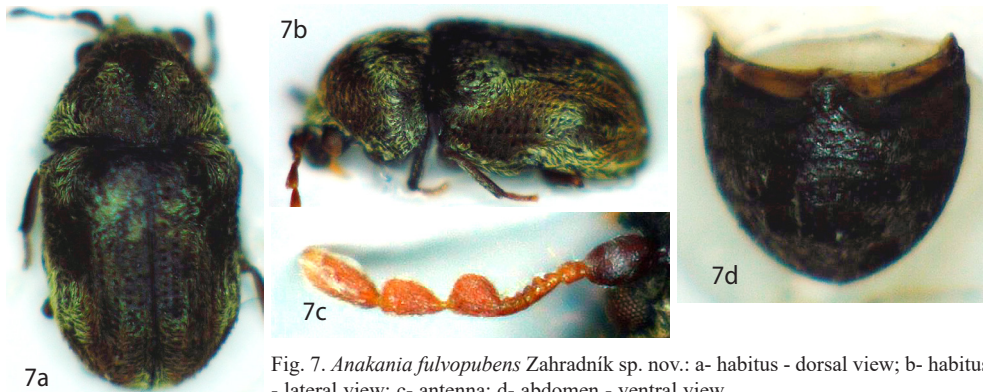 7a
7b
7c
7d
Fig. 7. Anakania fulvopubens Zahradník sp. nov.: a- habitus - dorsal view; b- habitus
- lateral view; c- antenna; d- abdomen - ventral view